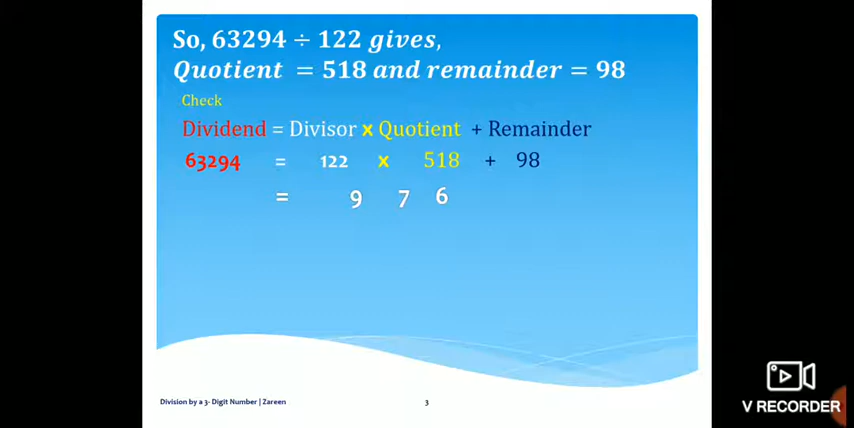 So, 63294 ÷ 122 gives,
Quotient = 518 and remainder = 98
Check
Dividend = Divisor x Quotient + Remainder
63294 = 122 x 518 + 98
= 9 7 6
V RECORDER
Division by a 3- Digit Number | Zareen
3